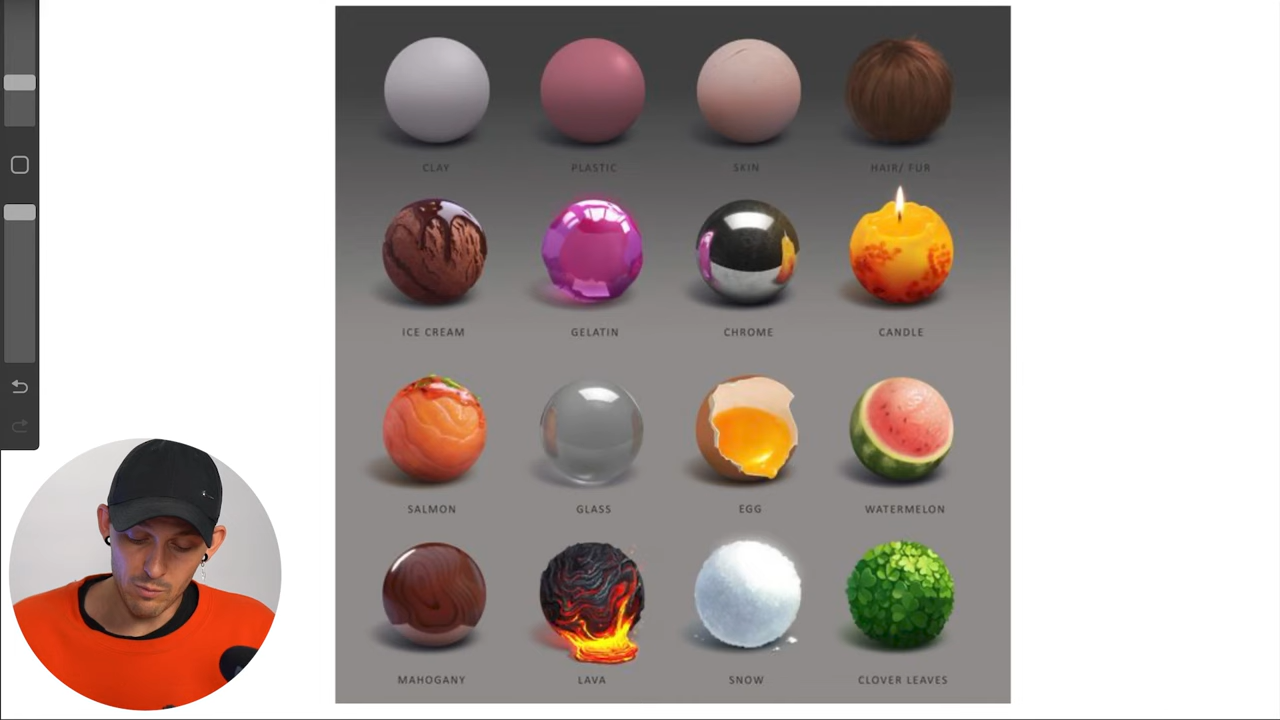 CLAY PLASTIC SKIN HAIR/ FUR
ICE CREAM GELATIN CHROME CANDLE
SALMON GLASS EGG WATERMELON
MAHOGANY LAVA SNOW CLOVER LEAVES